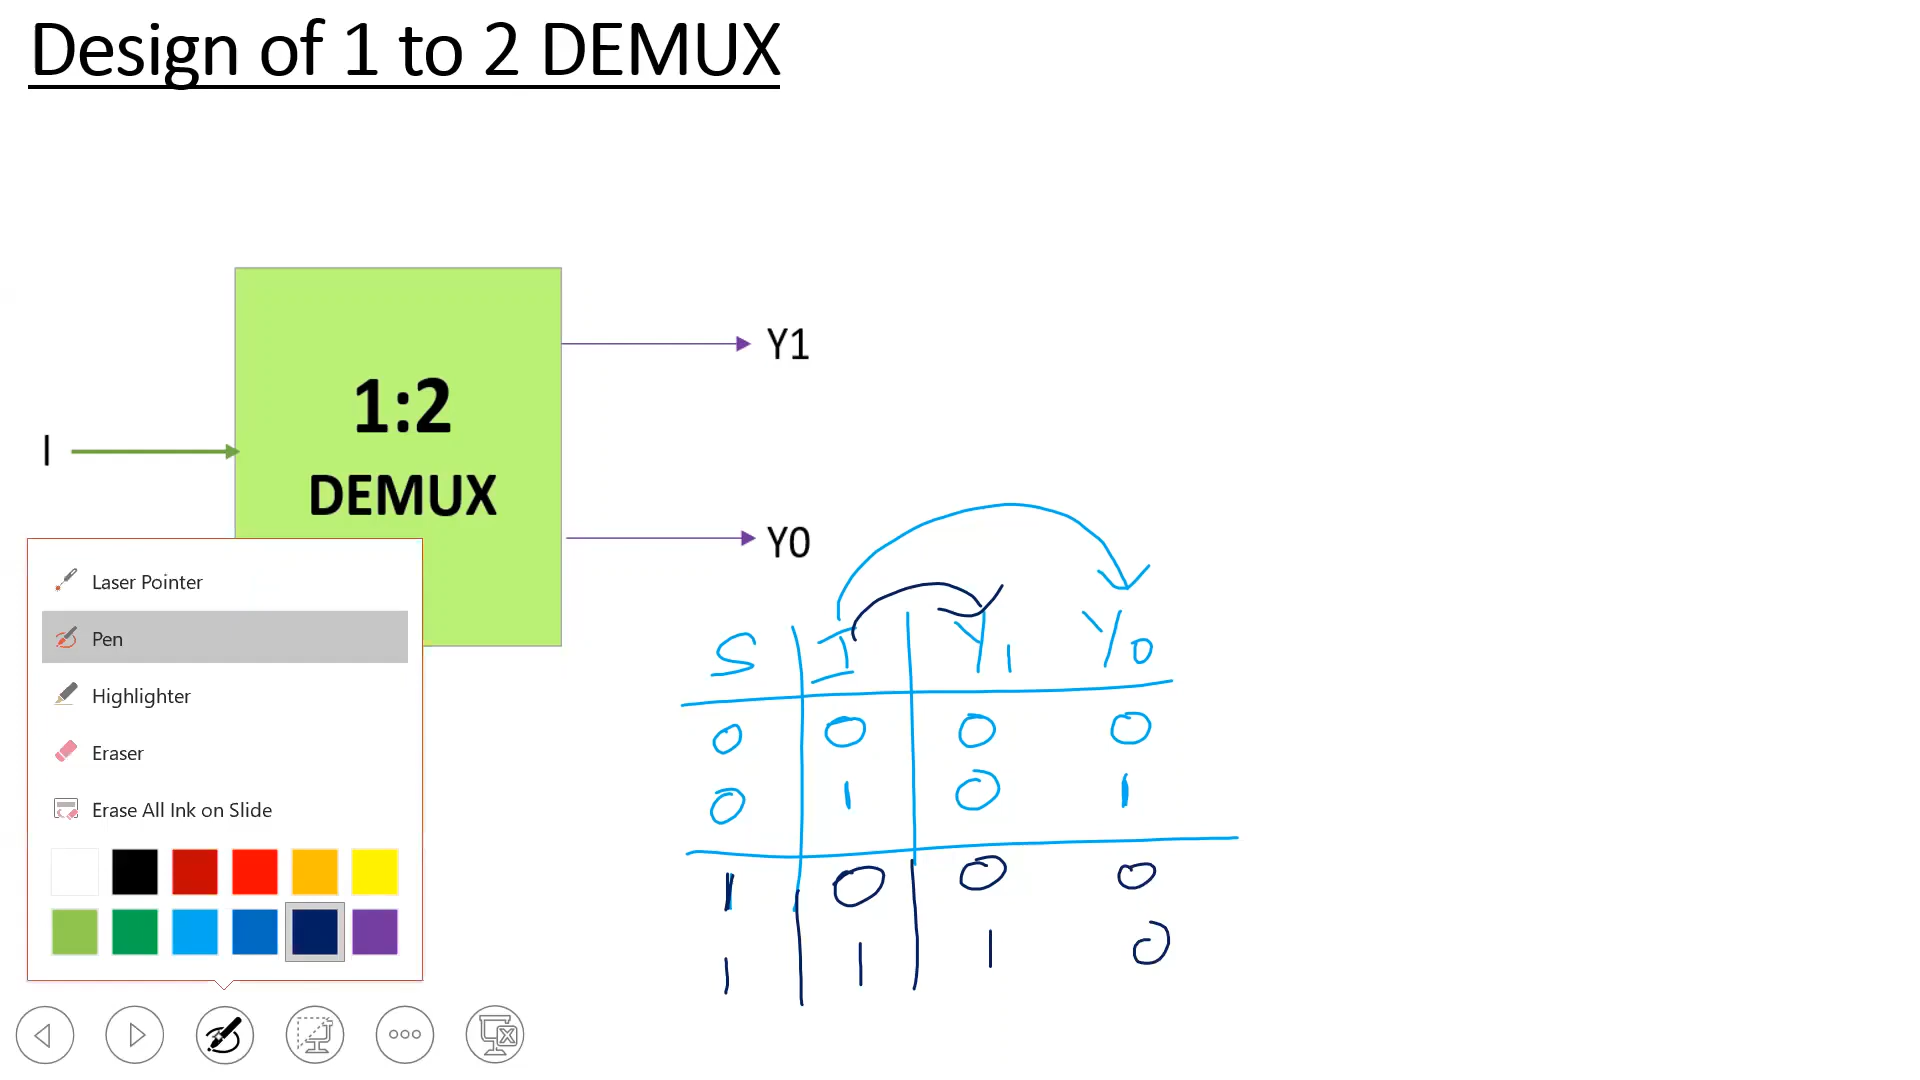 Design of 1 to 2 DEMUX
Y1
1:2
I
DEMUX
Y0
Laser Pointer
Pen
Highlighter
Eraser
Erase All Ink on Slide
S I Y1 Y0
0 0 0 0
0 1 0 1
1 0 0 0
1 1 1 0